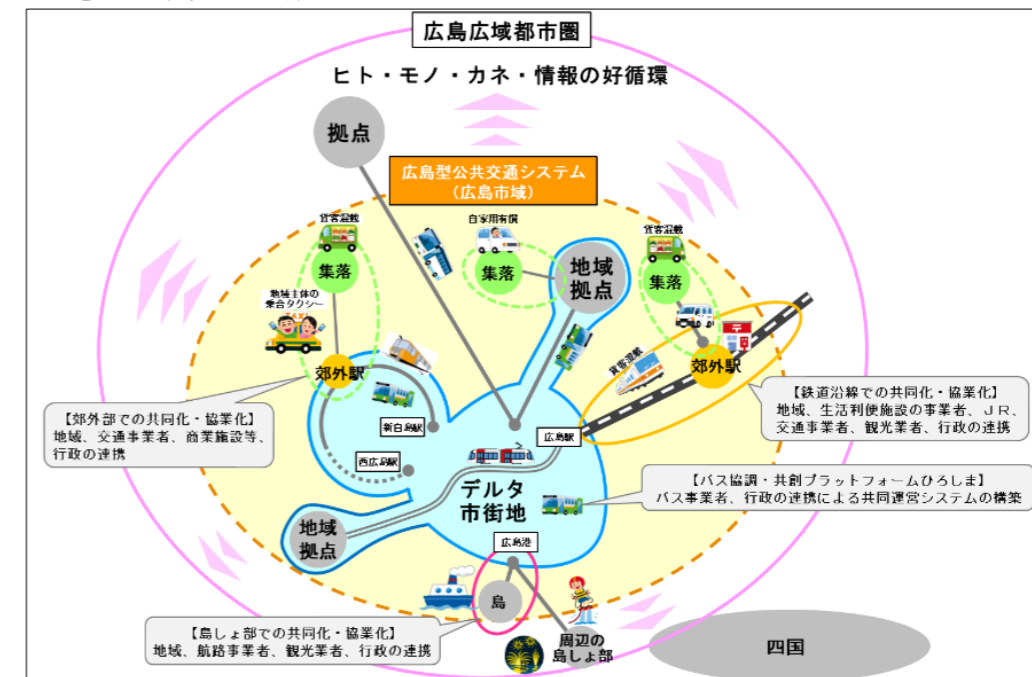 広島広域都市圏
ヒト・モノ・カネ・情報の好循環
拠点
広島型公共交通システム
(広島市域)
貨客混載
集落
自家用有償
集落
地域
拠点
貨客混載
集落
地域主体の
乗合タクシー
TAXI
郊外駅
貨客混載
郊外駅
【郊外部での共同化・協業化】
地域、交通事業者、商業施設等、
行政の連携
新白島駅
西広島駅
広島駅
【鉄道沿線での共同化・協業化】
地域、生活利便施設の事業者、JR、
交通事業者、観光業者、行政の連携
デルタ
市街地
【バス協調・共創プラットフォームひろしま】
バス事業者、行政の連携による共同運営システムの構築
地域
拠点
広島港
島
【島しょ部での共同化・協業化】
地域、航路事業者、観光業者、行政の連携
周辺の
島しょ部
四国